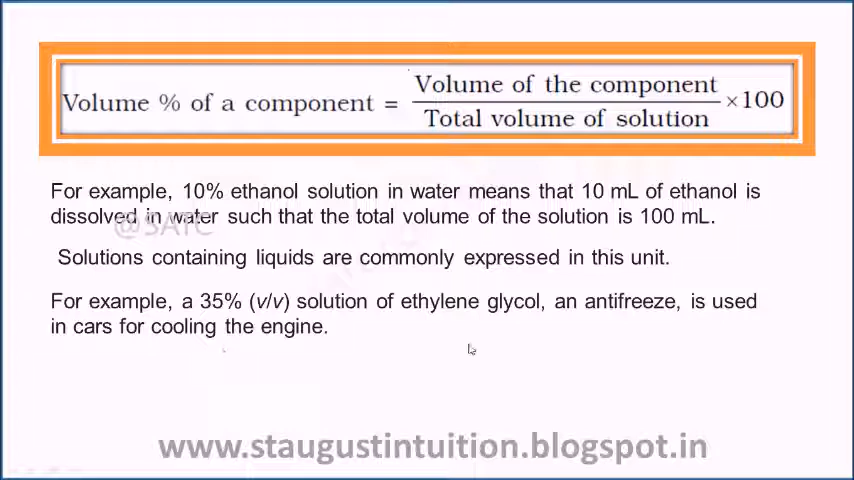 Volume % of a component = Volume of the component / Total volume of solution ×100
For example, 10% ethanol solution in water means that 10 mL of ethanol is
dissolved in water such that the total volume of the solution is 100 mL.
@SATC
Solutions containing liquids are commonly expressed in this unit.
For example, a 35% (v/v) solution of ethylene glycol, an antifreeze, is used
in cars for cooling the engine.
www.staugustintuition.blogspot.in